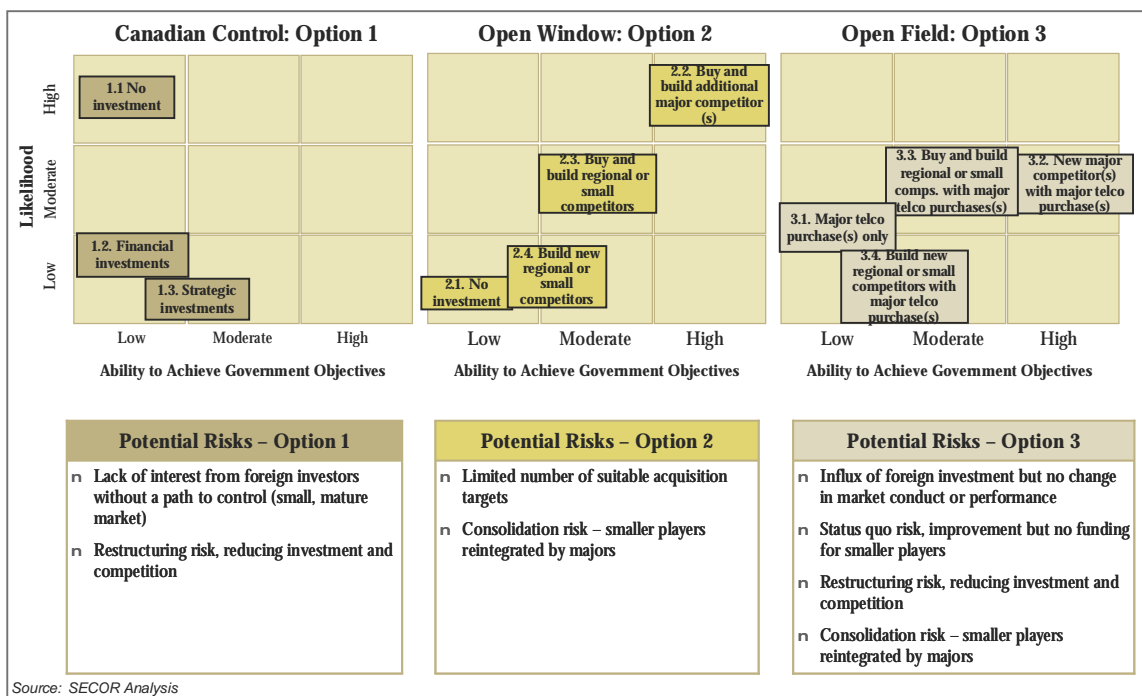 Canadian Control: Option 1
Open Window: Option 2
Open Field: Option 3
Likelihood
High
Moderate
Low
1.1 No
investment
1.2. Financial
investments
1.3. Strategic
investments
2.2. Buy and
build additional
major competitor
(s)
2.3. Buy and
build regional or
small
competitors
2.4. Build new
regional or
small
competitors
2.1. No
investment
3.3. Buy and build
regional or small
comps. with major
telco purchases(s)
3.2. New major
competitor(s)
with major telco
purchase(s)
3.1. Major telco
purchase(s) only
3.4. Build new
regional or small
competitors with
major telco
purchase(s)
Low
Moderate
High
Low
Moderate
High
Low
Moderate
High
Ability to Achieve Government Objectives
Ability to Achieve Government Objectives
Ability to Achieve Government Objectives
Potential Risks – Option 1
n Lack of interest from foreign investors
without a path to control (small, mature
market)
n Restructuring risk, reducing investment and
competition
Potential Risks – Option 2
n Limited number of suitable acquisition
targets
n Consolidation risk – smaller players
reintegrated by majors
Potential Risks – Option 3
n Influx of foreign investment but no change
in market conduct or performance
n Status quo risk, improvement but no funding
for smaller players
n Restructuring risk, reducing investment and
competition
n Consolidation risk – smaller players
reintegrated by majors
Source: SECOR Analysis